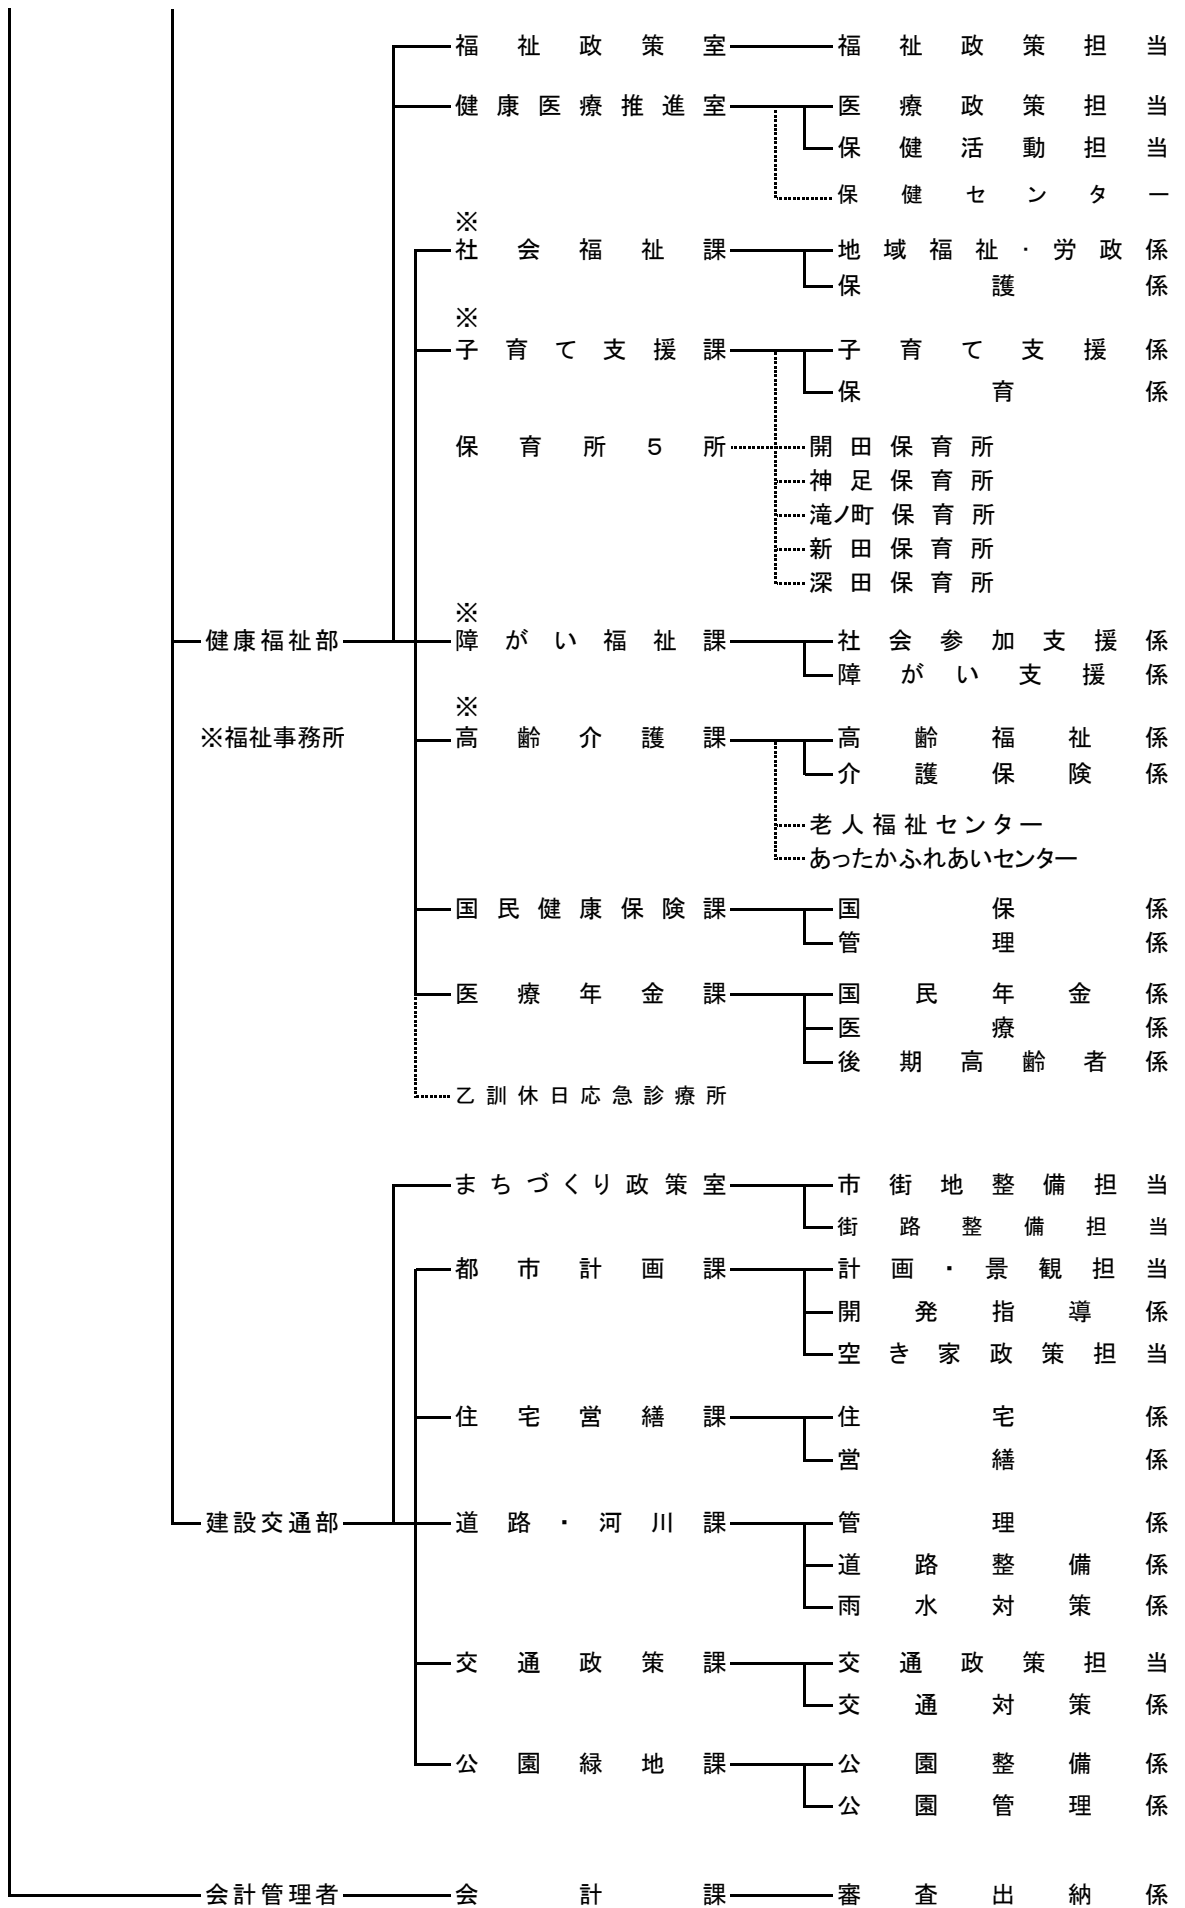 福祉政策室 福祉政策担当
健康医療推進室 医療政策担当
保健活動担当
保健センター
※
社会福祉課 地域福祉・労政係
保護係
※
子育て支援課 子育て支援係
保育係
保育所５所 開田保育所
神足保育所
滝ノ町保育所
新田保育所
深田保育所
※
健康福祉部 障がい福祉課 社会参加支援係
障がい支援係
※
※福祉事務所 高齢介護課 高齢福祉係
介護保険係
老人福祉センター
あったかふれあいセンター
国民健康保険課 国保係
管理係
医療年金課 国民年金係
医療係
後期高齢者係
乙訓休日応急診療所
まちづくり政策室 市街地整備担当
街路整備担当
都市計画課 計画・景観担当
開発指導係
空き家政策担当
住宅営繕課 住宅係
営繕係
建設交通部 道路・河川課 管理係
道路整備係
雨水対策係
交通政策課 交通政策担当
交通対策係
公園緑地課 公園整備係
公園管理係
会計管理者 会計課 審査出納係